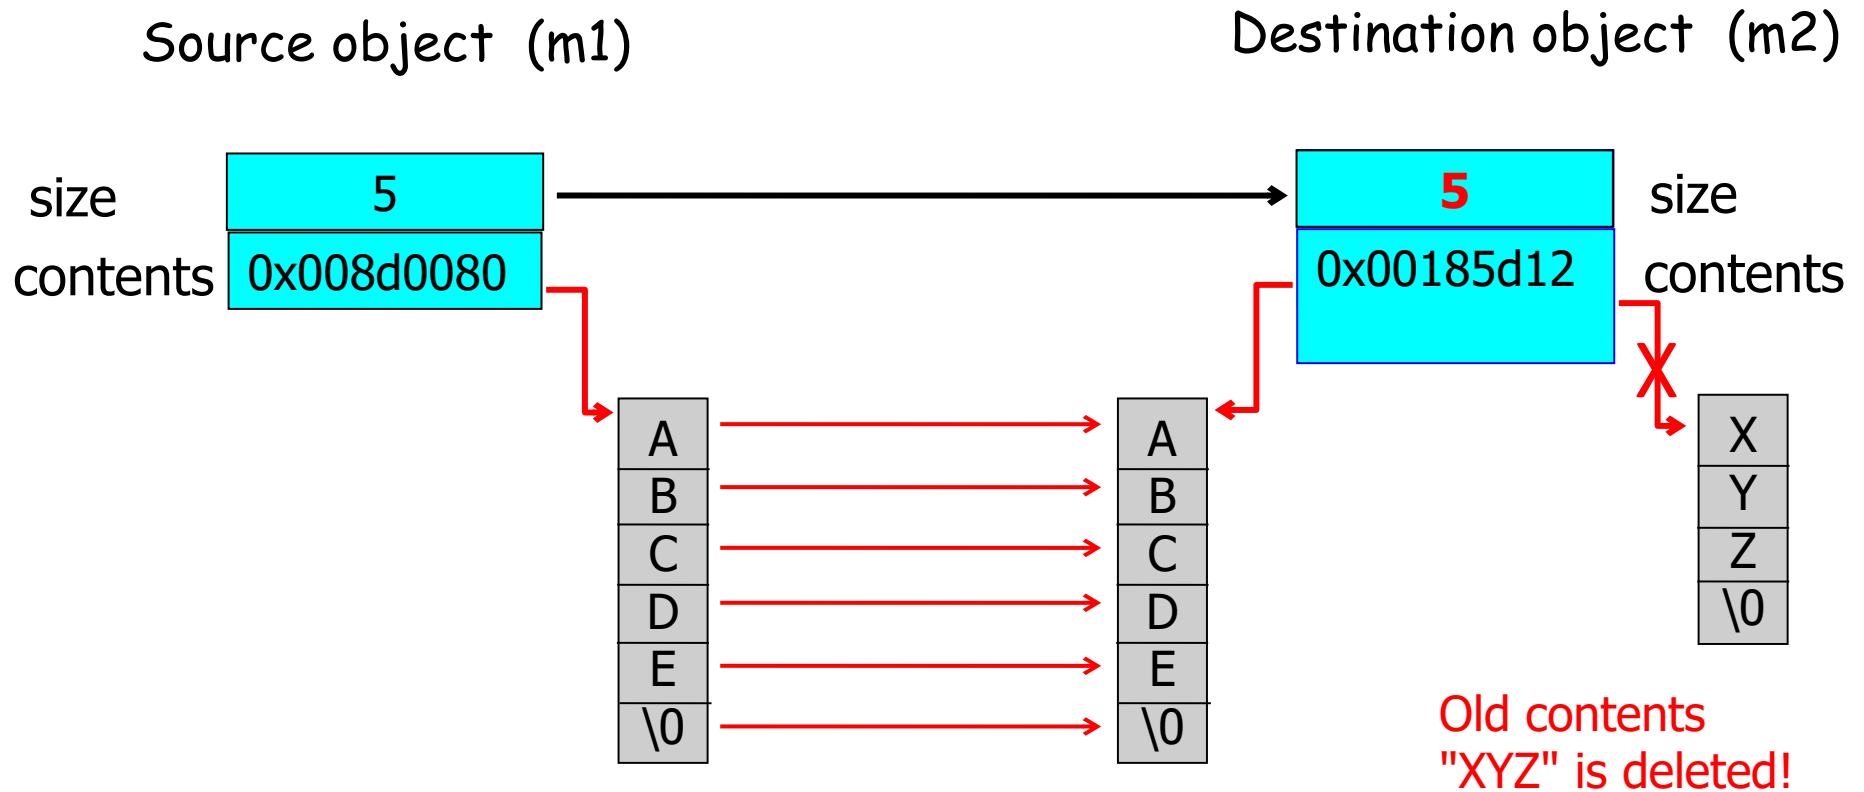 Source object (m1)
Destination object (m2)
size
5
5
size
contents
0x008d0080
0x00185d12
contents
X
A
B
C
D
E
\0
A
B
C
D
E
\0
X
Y
Z
\0
Old contents
"XYZ" is deleted!